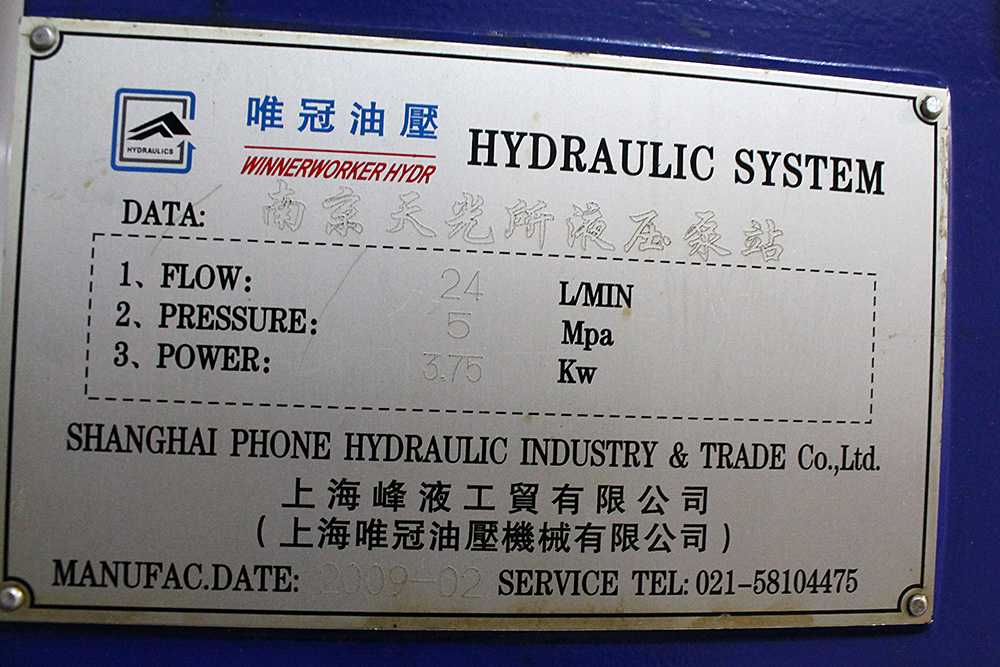 HYDRAULICS
唯冠油壓
WINNERWORKER HYDR
HYDRAULIC SYSTEM
DATA: 南京天光所液压泵站
1、FLOW: 24 L/MIN
2、PRESSURE: 5 Mpa
3、POWER: 3.75 Kw
SHANGHAI PHONE HYDRAULIC INDUSTRY & TRADE Co.,Ltd.
上海峰液工貿有限公司
(上海唯冠油壓機械有限公司)
MANUFAC.DATE: 2009-02 SERVICE TEL: 021-58104475